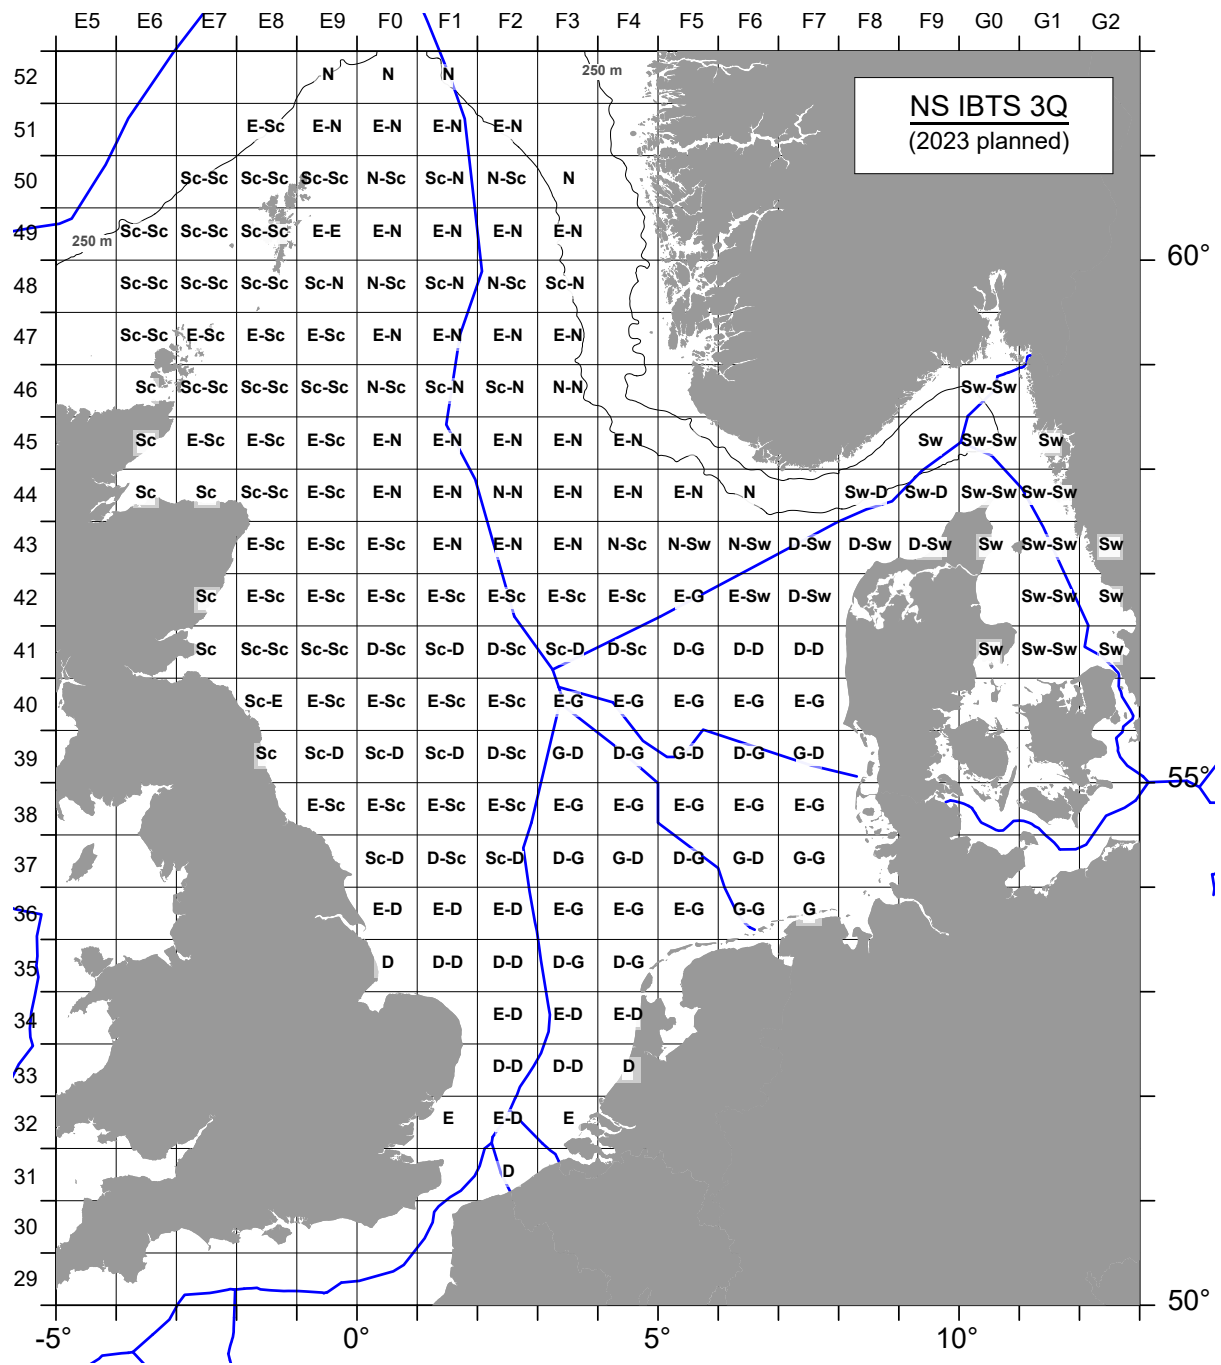 E5 E6 E7 E8 E9 F0 F1 F2 F3 F4 F5 F6 F7 F8 F9 G0 G1 G2
NS IBTS 3Q
(2023 planned)
250 m
52 N N N
51 E-Sc E-N E-N E-N E-N
50 Sc-Sc Sc-Sc Sc-Sc N-Sc Sc-N N-Sc N
49 Sc-Sc Sc-Sc Sc-Sc E-E E-N E-N E-N E-N
250 m
60°
48 Sc-Sc Sc-Sc Sc-Sc Sc-N N-Sc Sc-N N-Sc Sc-N
47 Sc-Sc E-Sc E-Sc E-Sc E-N E-N E-N E-N
46 Sc Sc-Sc Sc-Sc Sc-Sc N-Sc Sc-N Sc-N N-N Sw-Sw
45 Sc E-Sc E-Sc E-Sc E-N E-N E-N E-N E-N Sw Sw-Sw Sw
44 Sc Sc Sc-Sc E-Sc E-N E-N N-N E-N E-N E-N N Sw-D Sw-D Sw-Sw Sw-Sw
43 E-Sc E-Sc E-Sc E-N E-N E-N N-Sc N-Sw N-Sw D-Sw D-Sw D-Sw Sw Sw-Sw Sw
42 Sc E-Sc E-Sc E-Sc E-Sc E-Sc E-Sc E-Sc E-G E-Sw D-Sw Sw-Sw Sw
41 Sc Sc-Sc Sc-Sc D-Sc Sc-D D-Sc Sc-D D-Sc D-G D-D D-D Sw Sw-Sw Sw
40 Sc-E E-Sc E-Sc E-Sc E-Sc E-G E-G E-G E-G E-G
39 Sc Sc-D Sc-D Sc-D D-Sc G-D D-G G-D D-G G-D
55°
38 E-Sc E-Sc E-Sc E-Sc E-G E-G E-G E-G E-G
37 Sc-D D-Sc Sc-D D-G G-D D-G G-D G-G
36 E-D E-D E-D E-G E-G E-G G-G G
35 D D-D D-D D-G D-G
34 E-D E-D E-D
33 D-D D-D D
32 E E-D E
31 D
30
29
50°
-5° 0° 5° 10°